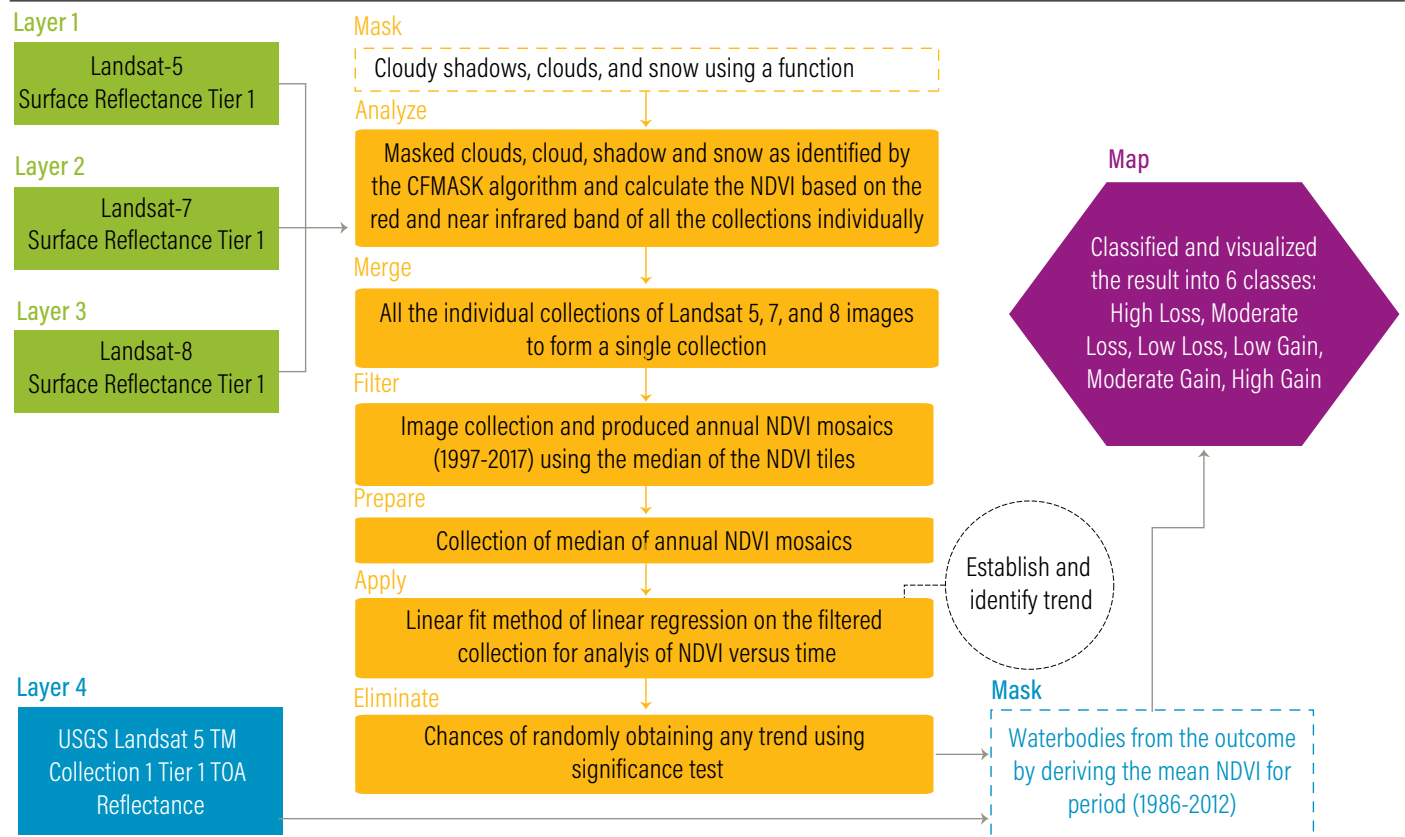 Layer 1
Landsat-5
Surface Reflectance Tier 1
Layer 2
Landsat-7
Surface Reflectance Tier 1
Layer 3
Landsat-8
Surface Reflectance Tier 1
Mask
Cloudy shadows, clouds, and snow using a function
Analyze
Masked clouds, cloud, shadow and snow as identified by
the CFMASK algorithm and calculate the NDVI based on the
red and near infrared band of all the collections individually
Merge
All the individual collections of Landsat 5, 7, and 8 images
to form a single collection
Filter
Image collection and produced annual NDVI mosaics
(1997-2017) using the median of the NDVI tiles
Prepare
Collection of median of annual NDVI mosaics
Apply
Linear fit method of linear regression on the filtered
collection for analyis of NDVI versus time
Establish and
identify trend
Eliminate
Chances of randomly obtaining any trend using
significance test
Layer 4
USGS Landsat 5 TM
Collection 1 Tier 1 TOA
Reflectance
Mask
Waterbodies from the outcome
by deriving the mean NDVI for
period (1986-2012)
Map
Classified and visualized
the result into 6 classes:
High Loss, Moderate
Loss, Low Loss, Low Gain,
Moderate Gain, High Gain